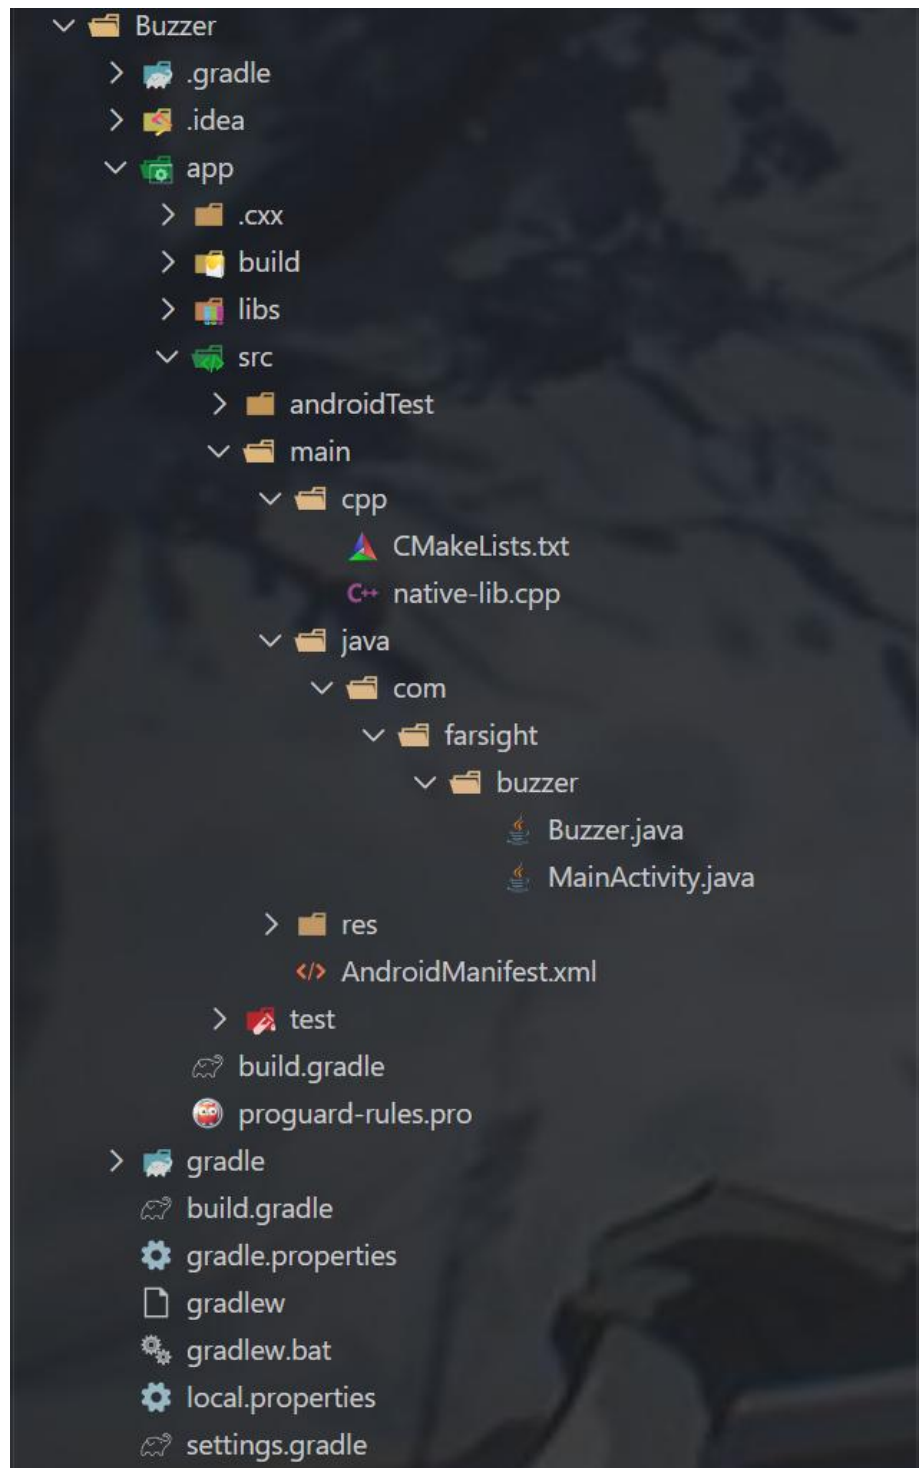 Buzzer
.gradle
.idea
app
.cxx
build
libs
src
androidTest
main
cpp
CMakeLists.txt
C++ native-lib.cpp
java
com
farsight
buzzer
Buzzer.java
MainActivity.java
res
</> AndroidManifest.xml
test
build.gradle
proguard-rules.pro
gradle
build.gradle
gradle.properties
gradlew
gradlew.bat
local.properties
settings.gradle